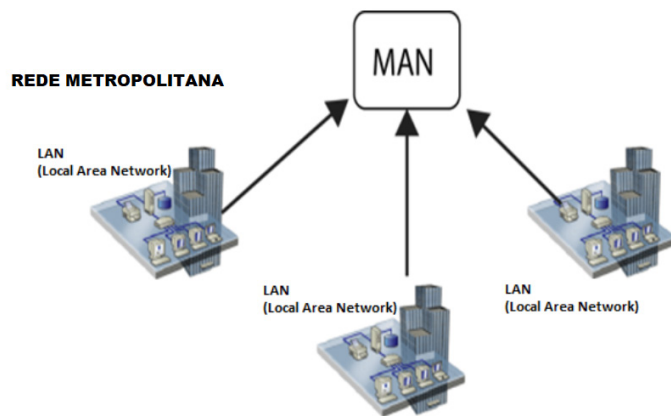 MAN
REDE METROPOLITANA
LAN
(Local Area Network)
LAN
(Local Area Network)
LAN
(Local Area Network)